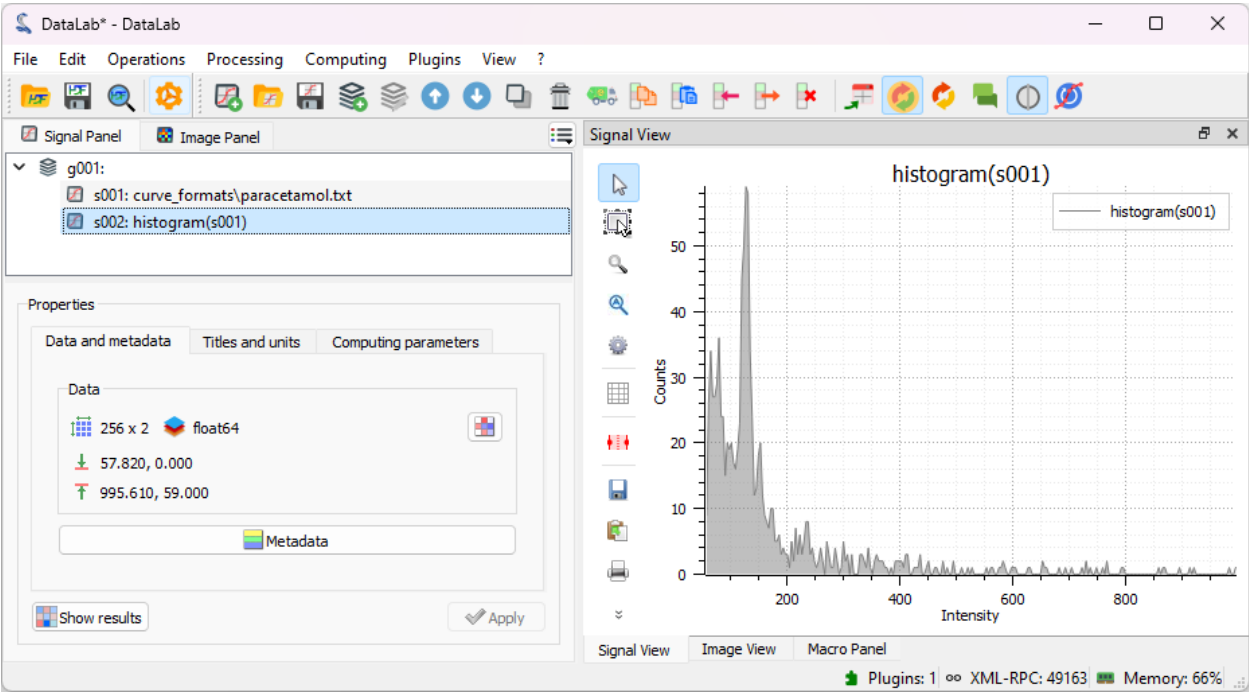 DataLab* - DataLab
File Edit Operations Processing Computing Plugins View ?
Signal Panel Image Panel
g001:
s001: curve_formats\paracetamol.txt
s002: histogram(s001)
Properties
Data and metadata Titles and units Computing parameters
Data
256 x 2 float64
57.820, 0.000
995.610, 59.000
Metadata
Show results Apply
Signal View
histogram(s001)
histogram(s001)
50
40
30
20
10
0
Counts
200 400 600 800
Intensity
Signal View Image View Macro Panel
Plugins: 1 XML-RPC: 49163 Memory: 66%